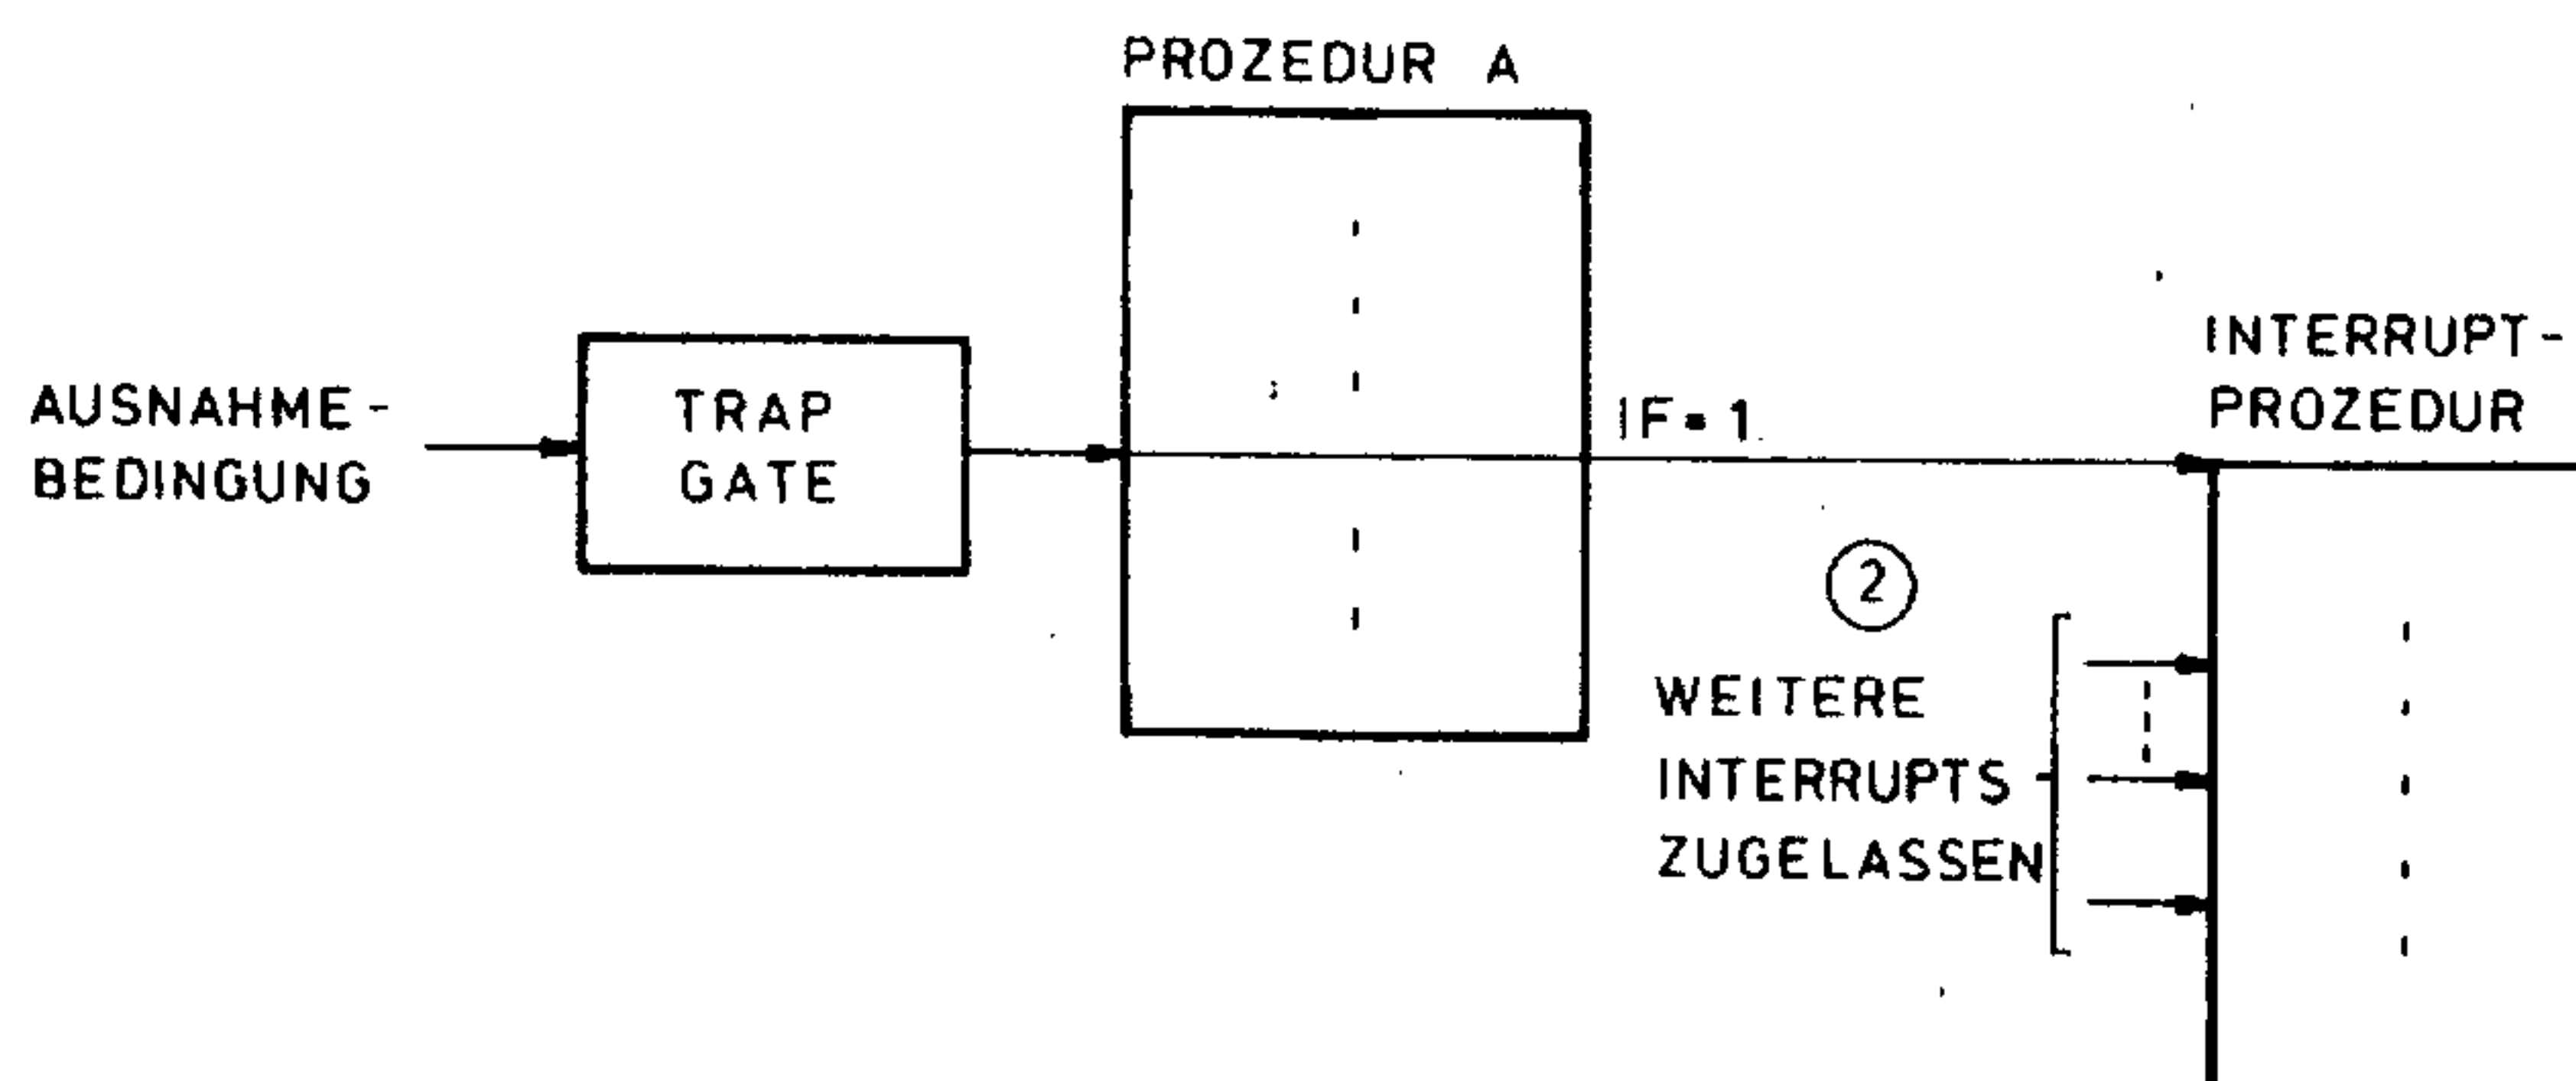 PROZEDUR A
AUSNAHME-
BEDINGUNG
TRAP
GATE
IF=1
INTERRUPT-
PROZEDUR
2
WEITERE
INTERRUPTS
ZUGELASSEN